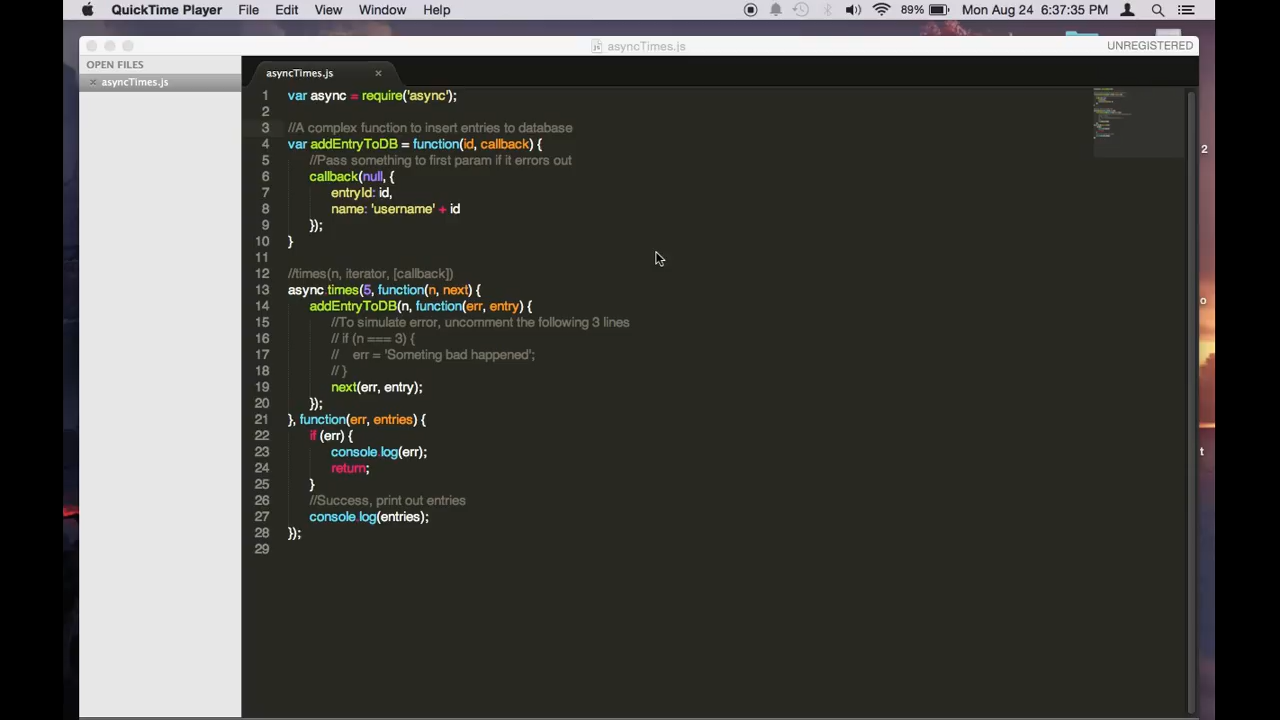 QuickTime Player File Edit View Window Help 89% Mon Aug 24 6:37:35 PM
asyncTimes.js UNREGISTERED
OPEN FILES
asyncTimes.js
asyncTimes.js
1 var async = require('async');
2
3 //A complex function to insert entries to database
4 var addEntryToDB = function(id, callback) {
5 //Pass something to first param if it errors out
6 callback(null, {
7 entryId: id,
8 name: 'username' + id
9 });
10 }
11
12 //times(n, iterator, [callback])
13 async.times(5, function(n, next) {
14 addEntryToDB(n, function(err, entry) {
15 //To simulate error, uncomment the following 3 lines
16 // if (n === 3) {
17 // err = 'Someting bad happened';
18 // }
19 next(err, entry);
20 });
21 }, function(err, entries) {
22 if (err) {
23 console.log(err);
24 return;
25 }
26 //Success, print out entries
27 console.log(entries);
28 });
29
2
o
t